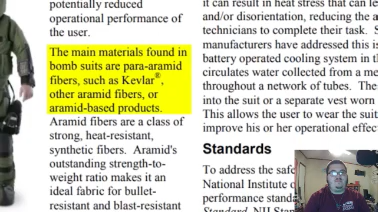 potentially reduced
operational performance of
the user.
The main materials found in
bomb suits are para-aramid
fibers, such as Kevlar®,
other aramid fibers, or
aramid-based products.
Aramid fibers are a class of
strong, heat-resistant,
synthetic fibers. Aramid's
outstanding strength-to-
weight ratio makes it an
ideal fabric for bullet-
resistant and blast-resistant
it can result in heat stress that can le
and/or disorientation, reducing the a
technicians to complete their task. S
manufacturers have addressed this is
battery operated cooling system in th
circulates water collected from a me
throughout a network of tubes. The
into the suit or a separate vest worn
This allows the user to wear the suit
improve his or her operational effec
Standards
To address the safe
National Institute o
performance standa
Standard, NIJ Stan